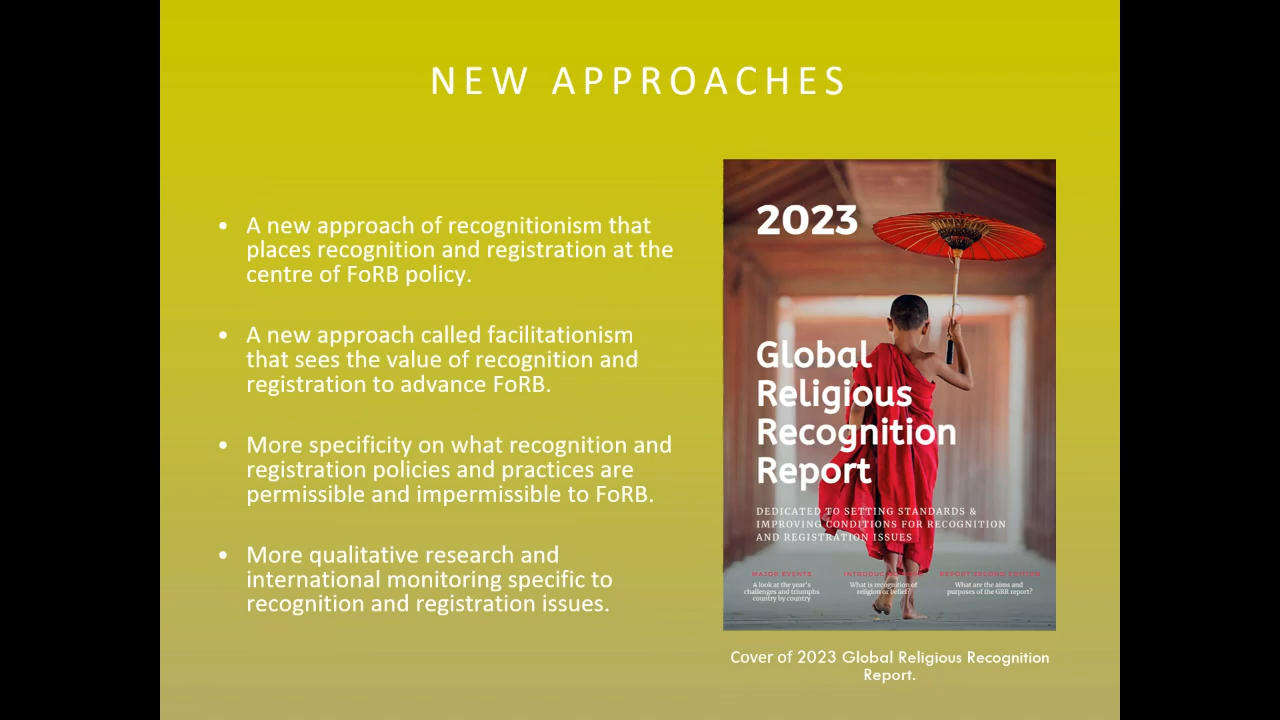 NEW APPROACHES
• A new approach of recognitionism that
places recognition and registration at the
centre of FoRB policy.
• A new approach called facilitationism
that sees the value of recognition and
registration to advance FoRB.
• More specificity on what recognition and
registration policies and practices are
permissible and impermissible to FoRB.
• More qualitative research and
international monitoring specific to
recognition and registration issues.
2023
Global
Religious
Recognition
Report
DEDICATED TO SETTING STANDARDS &
IMPROVING CONDITIONS FOR RECOGNITION
AND REGISTRATION ISSUES
MAJOR EVENTS
A look at the year's
challenges and triumphs
country by country
What is recognition of
religion or belief?
REPORT SECOND EDITION
What are the aims and
purposes of the GRR report?
Cover of 2023 Global Religious Recognition
Report.